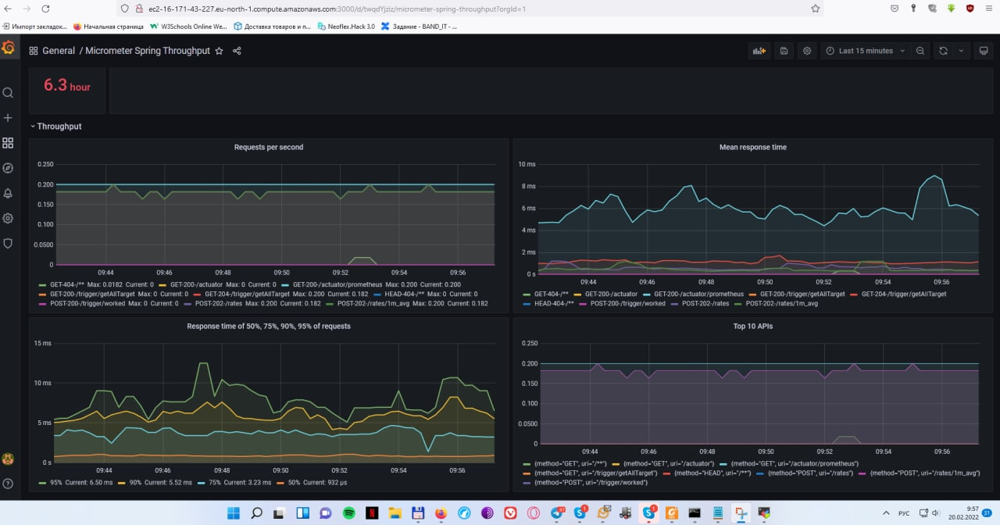 ec2-16-171-43-227.eu-north-1.compute.amazonaws.com:3000/d/twqdYjziz/micrometer-spring-throughput?orgId=1
Импорт закладок... Начальная страница W3Schools Online We... Доставка товаров и п... Neoflex.Hack 3.0 Задание - BAND_IT - ...
General / Micrometer Spring Throughput Last 15 minutes
6.3 hour
Throughput
Requests per second
0.250
0.200
0.150
0.100
0.0500
0
09:44 09:46 09:48 09:50 09:52 09:54 09:56
GET-404-/** Max: 0.0182 Current: 0 GET-200-/actuator Max: 0 Current: 0 GET-200-/actuator/prometheus Max: 0.200 Current: 0.200
GET-200-/trigger/getAllTarget Max: 0 Current: 0 GET-204-/trigger/getAllTarget Max: 0.200 Current: 0.182 HEAD-404-/** Max: 0 Current: 0
POST-200-/trigger/worked Max: 0 Current: 0 POST-202-/rates Max: 0.200 Current: 0.182 POST-202-/rates/1m_avg Max: 0.200 Current: 0.182
Mean response time
10 ms
8 ms
6 ms
4 ms
2 ms
0 s
09:44 09:46 09:48 09:50 09:52 09:54 09:56
GET-404-/** GET-200-/actuator GET-200-/actuator/prometheus GET-200-/trigger/getAllTarget GET-204-/trigger/getAllTarget
HEAD-404-/** POST-200-/trigger/worked POST-202-/rates POST-202-/rates/1m_avg
Response time of 50%, 75%, 90%, 95% of requests
15 ms
10 ms
5 ms
0 s
09:44 09:46 09:48 09:50 09:52 09:54 09:56
95% Current: 6.50 ms 90% Current: 5.52 ms 75% Current: 3.23 ms 50% Current: 932 µs
Top 10 APIs
0.250
0.200
0.150
0.100
0.0500
0
09:44 09:46 09:48 09:50 09:52 09:54 09:56
{method="GET", uri="/**"} {method="GET", uri="/actuator"} {method="GET", uri="/actuator/prometheus"}
{method="GET", uri="/trigger/getAllTarget"} {method="HEAD", uri="/**"} {method="POST", uri="/rates"} {method="POST", uri="/rates/1m_avg"}
{method="POST", uri="/trigger/worked"}
РУС 9:57
20.02.2022